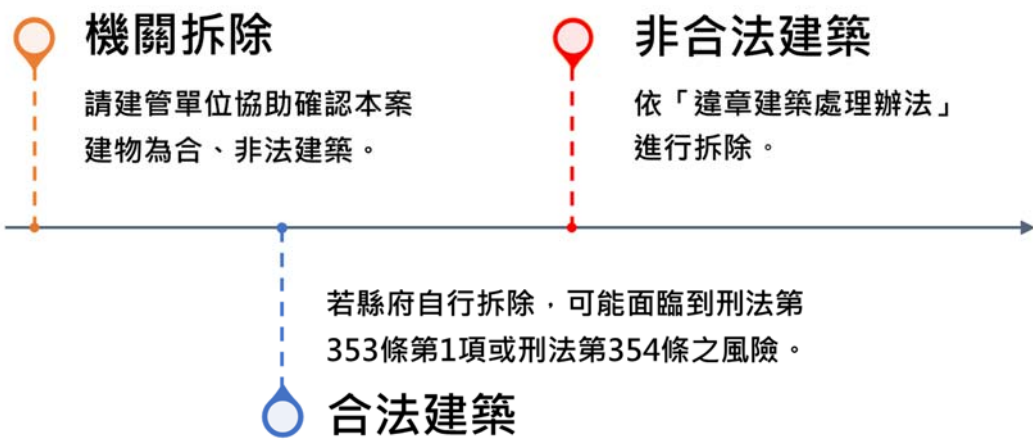 機關拆除
請建管單位協助確認本案
建物為合、非法建築。
非合法建築
依「違章建築處理辦法」
進行拆除。
若縣府自行拆除，可能面臨到刑法第
353條第1項或刑法第354條之風險。
合法建築